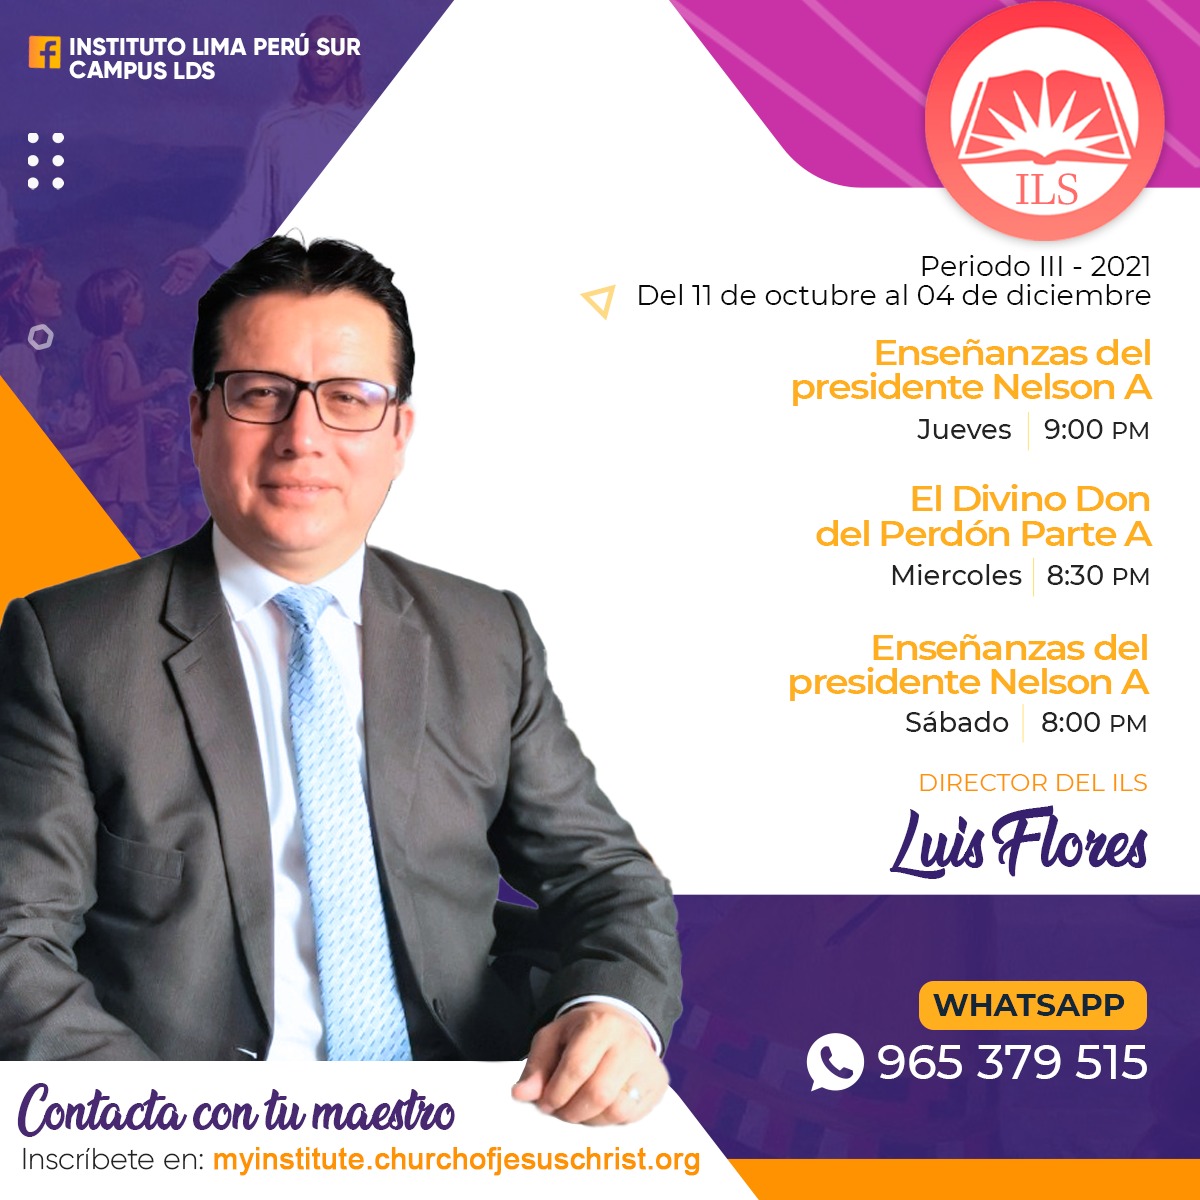 INSTITUTO LIMA PERÚ SUR
CAMPUS LDS
ILS
Periodo III - 2021
Del 11 de octubre al 04 de diciembre
Enseñanzas del
presidente Nelson A
Jueves | 9:00 PM
El Divino Don
del Perdón Parte A
Miercoles | 8:30 PM
Enseñanzas del
presidente Nelson A
Sábado | 8:00 PM
DIRECTOR DEL ILS
Luis Flores
WHATSAPP
965 379 515
Contacta con tu maestro
Inscríbete en: myinstitute.churchofjesuschrist.org